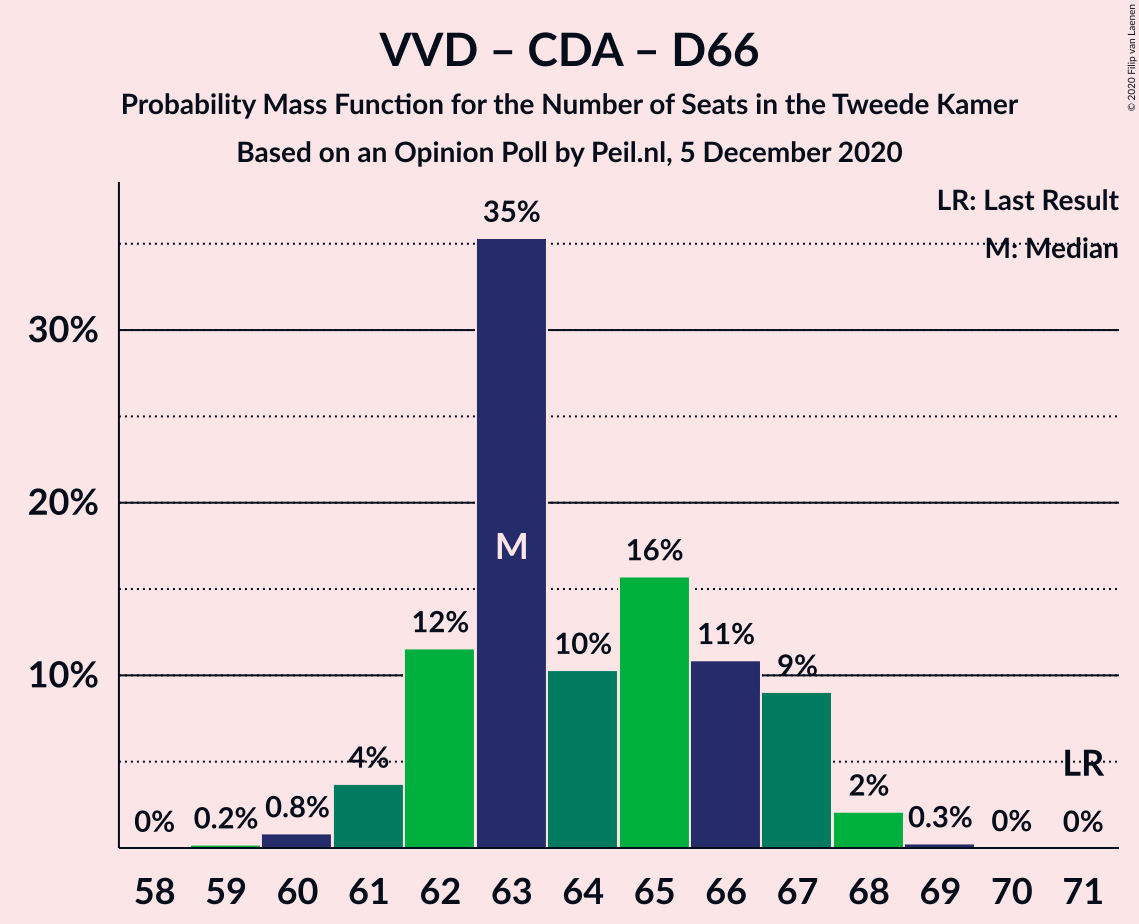 VVD – CDA – D66
Probability Mass Function for the Number of Seats in the Tweede Kamer
Based on an Opinion Poll by Peil.nl, 5 December 2020
© 2020 Filip van Laenen
LR: Last Result
M: Median
30%
20%
10%
0%
0.2%
0.8%
4%
12%
35%
M
10%
16%
11%
9%
2%
0.3%
0%
LR
0%
58 59 60 61 62 63 64 65 66 67 68 69 70 71